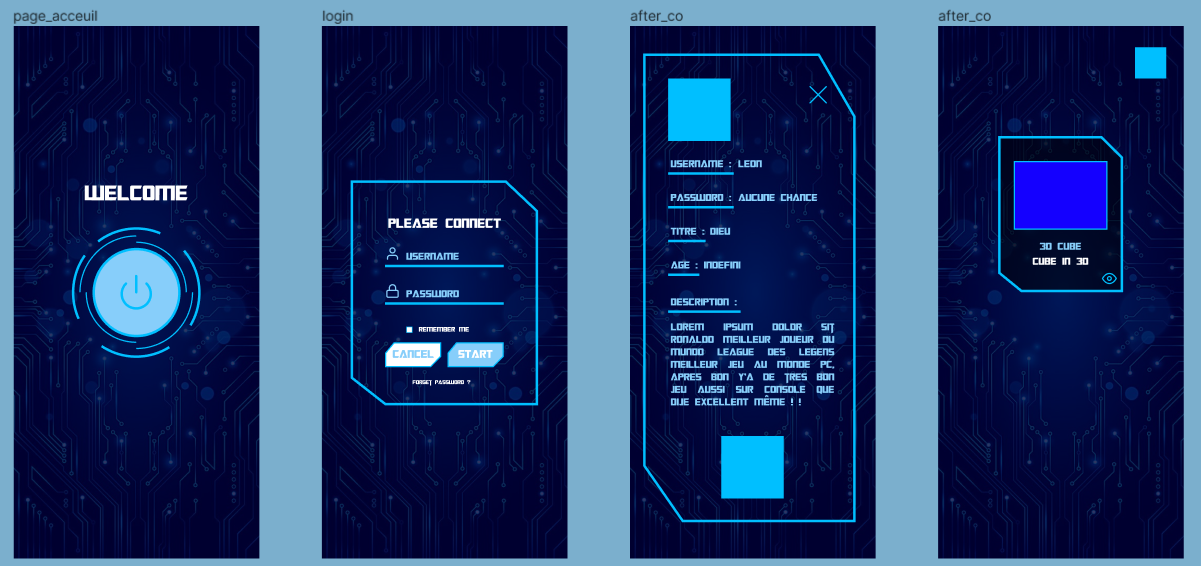 page_acceuil
WELCOME
login
PLEASE CONNECT
USERNAME
PASSWORD
REMEMBER ME
CANCEL
START
FORGET PASSWORD ?
after_co
USERNAME : LEON
PASSWORD : AUCUNE CHANCE
TITRE : DIEU
AGE : INDEFINI
DESCRIPTION :
LOREM IPSUM DOLOR SIT
RONALDO MEILLEUR JOUEUR DU
MUNDO LEAGUE DES LEGENS
MEILLEUR JEU AU MONDE PC,
APRES BON Y'A DE TRES BON
JEU AUSSI SUR CONSOLE QUE
DUE EXCELLENT MÊME ! !
after_co
3D CUBE
CUBE IN 3D